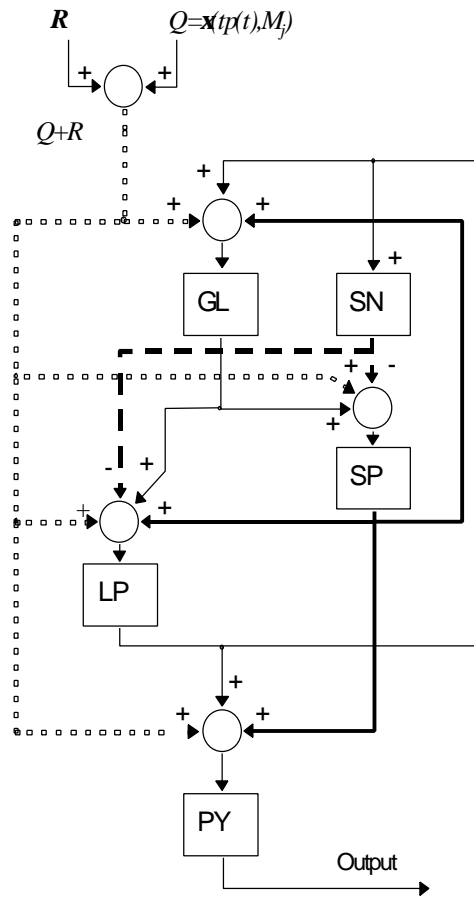 R
Q=x(tp(t),Mj)
+ +
Q+R
+
+ +
+
GL SN
+ -
+
SP
- +
+ +
LP
+
+ +
PY
Output